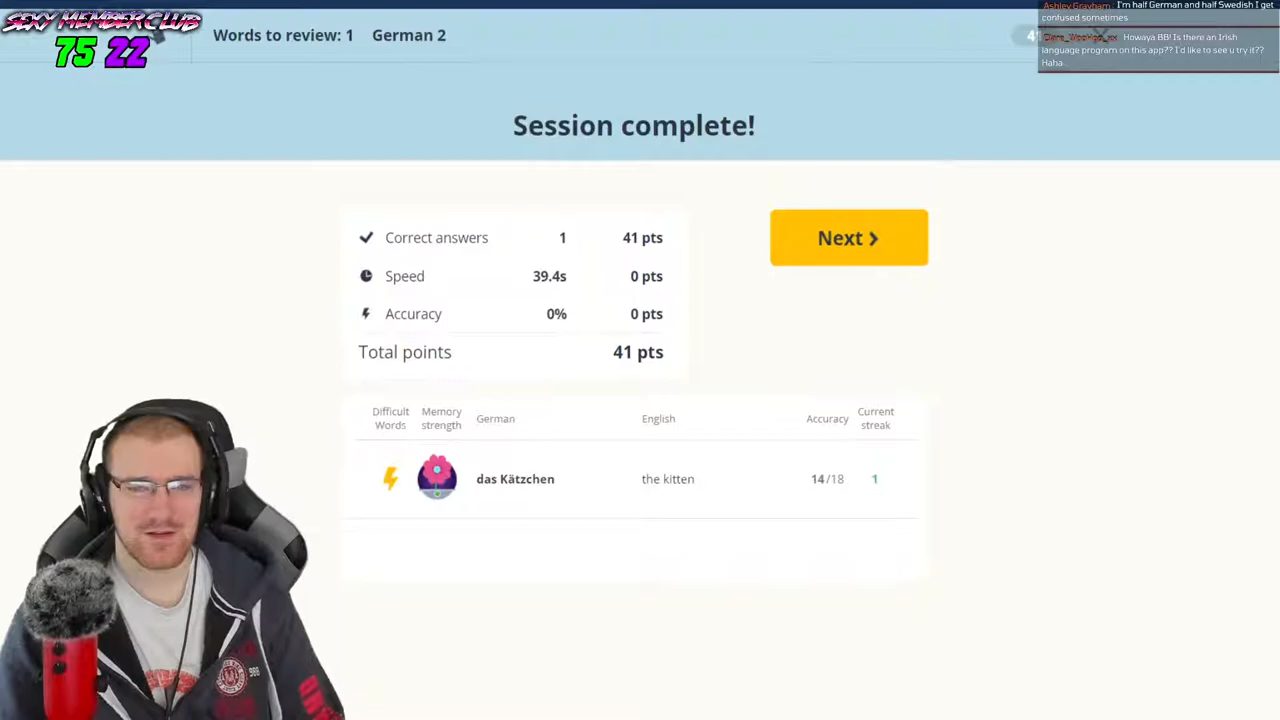 SEXY MEMBER CLUB
75 22
Words to review: 1 German 2
Ashley Grayham: I'm half German and half Swedish I get
confused sometimes
Howaya BB! Is there an Irish
language program on this app?? I'd like to see u try it??
Haha
Session complete!
Correct answers 1 41 pts
Speed 39.4s 0 pts
Accuracy 0% 0 pts
Total points 41 pts
Next
Difficult Memory Current
Words strength German English Accuracy streak
das Kätzchen the kitten 14/18 1